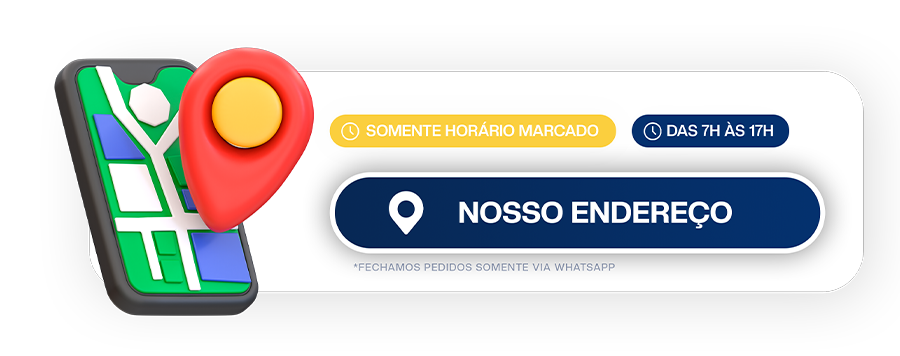 SOMENTE HORÁRIO MARCADO
DAS 7H ÀS 17H
NOSSO ENDEREÇO
*FECHAMOS PEDIDOS SOMENTE VIA WHATSAPP